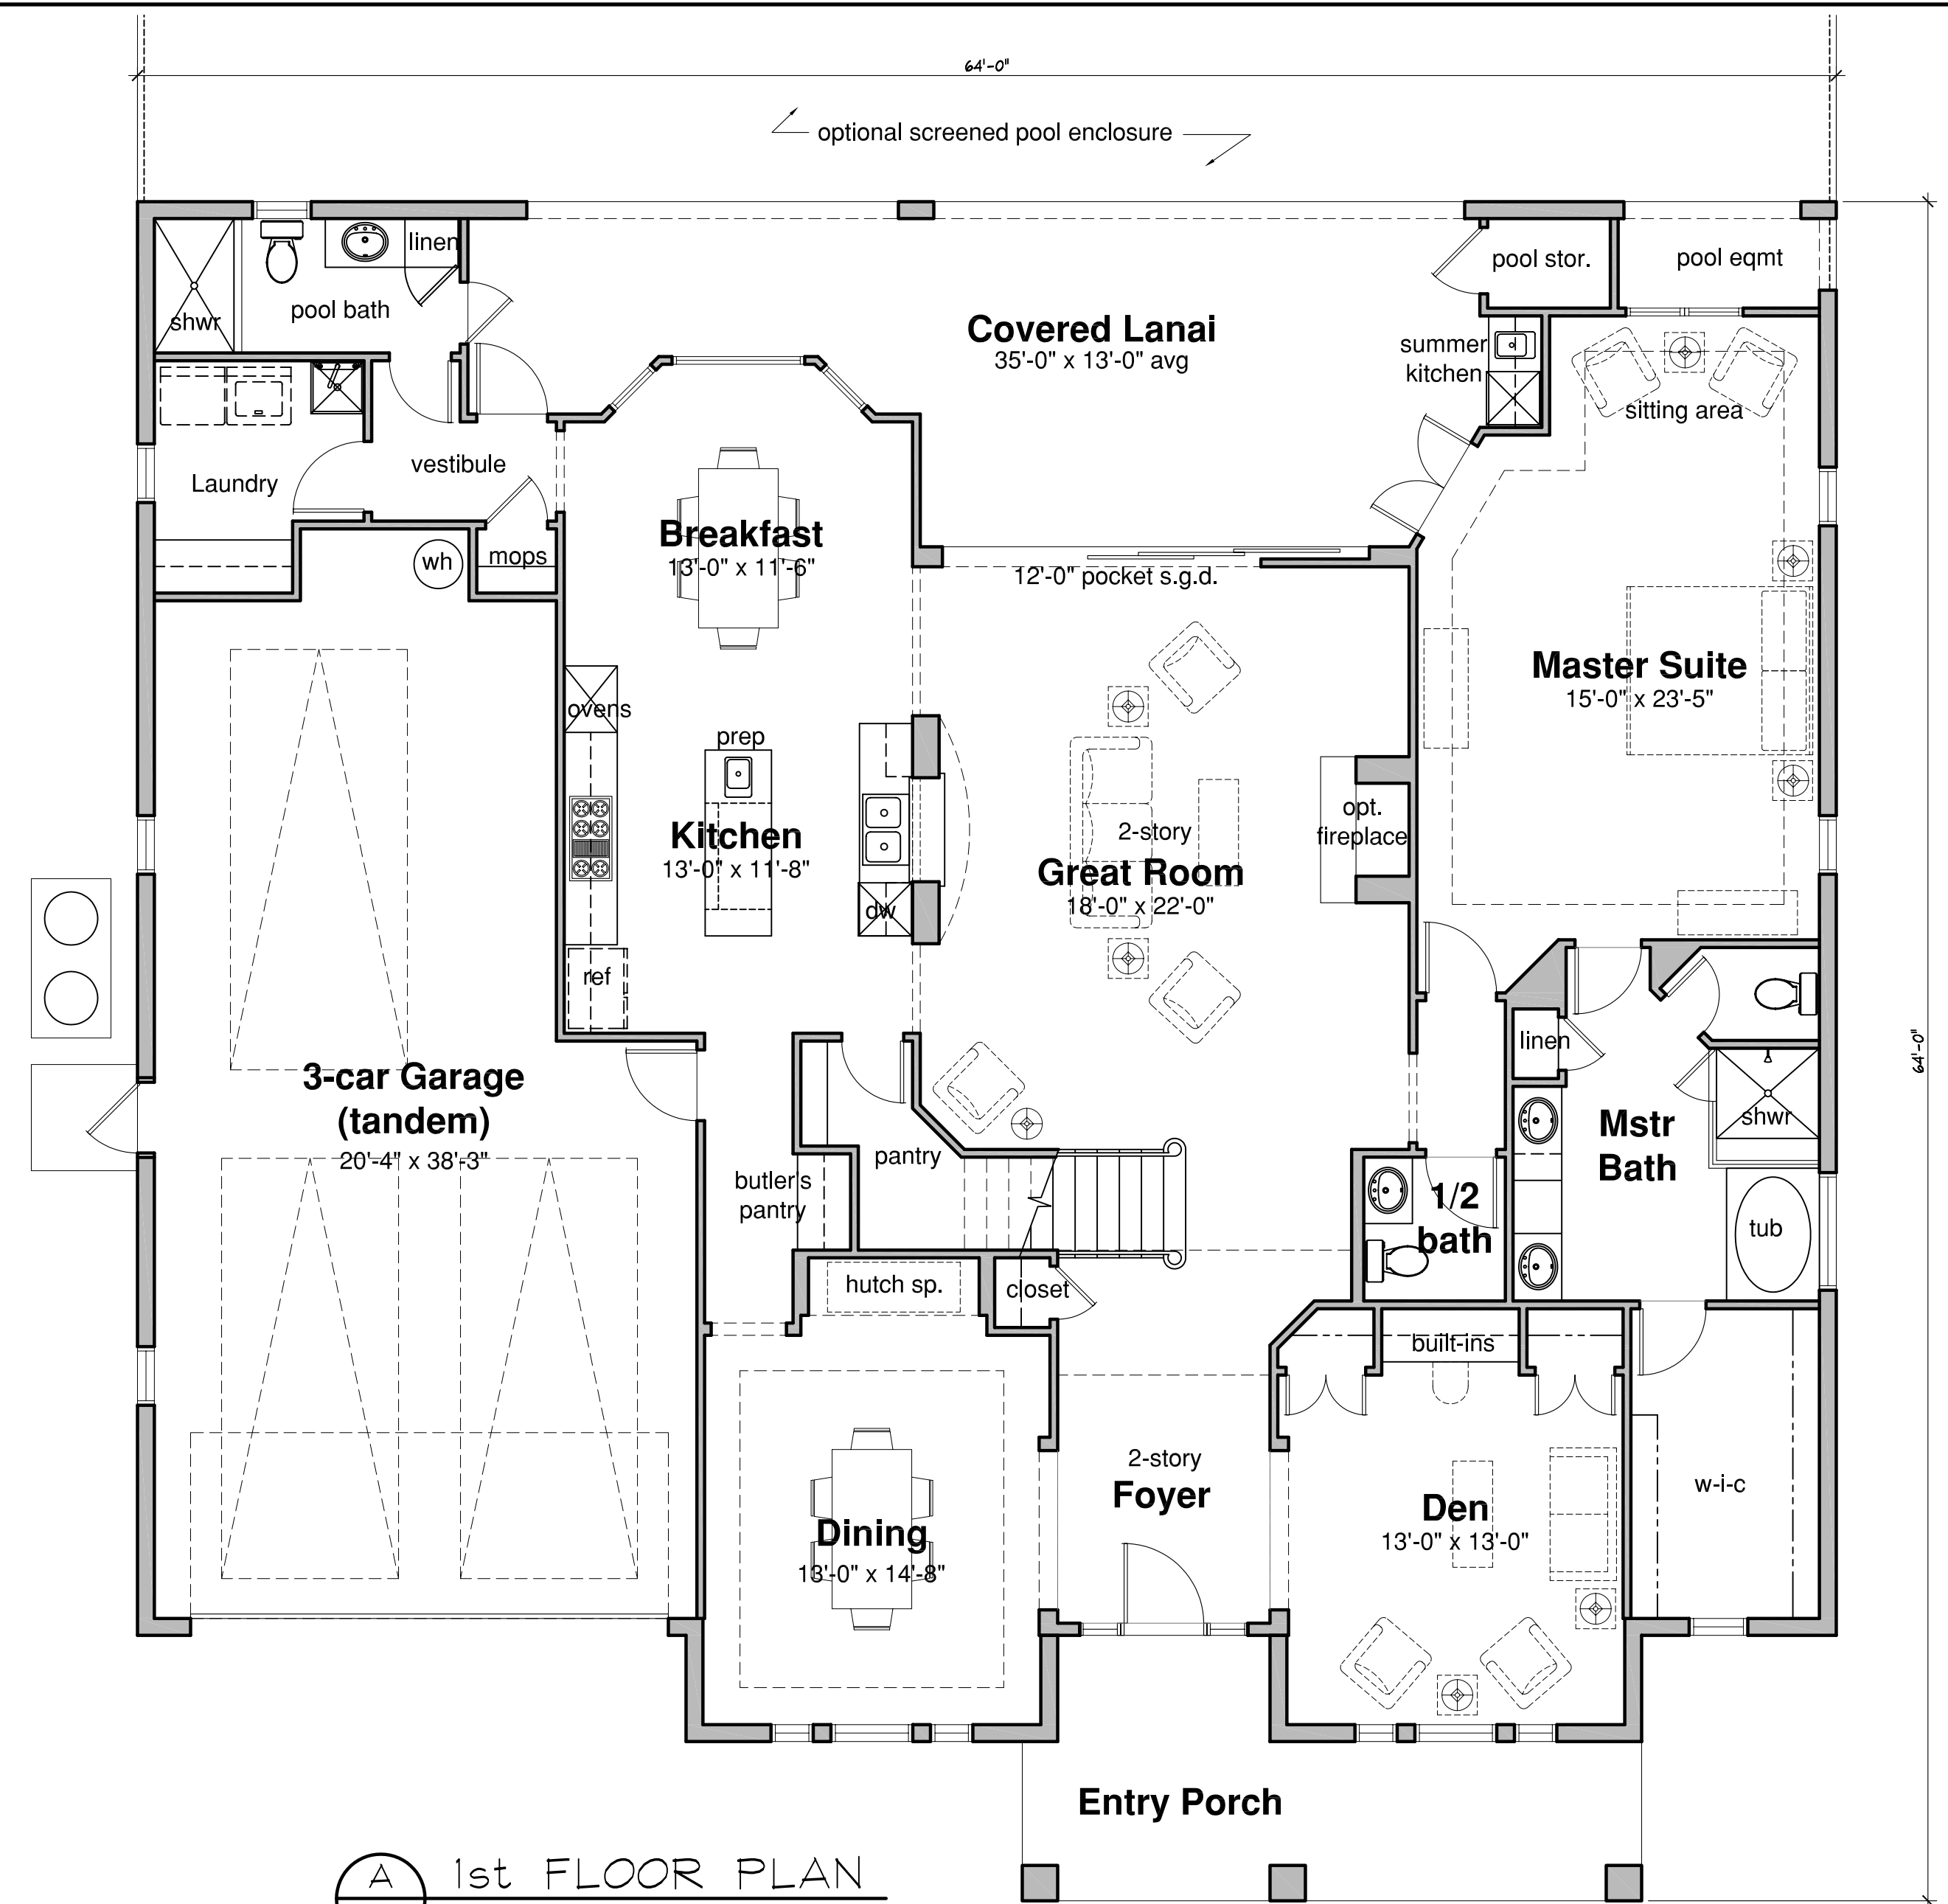 64'-0"
optional screened pool enclosure
linen
pool bath
shwr
pool stor.
pool eqmt
Covered Lanai
35'-0" x 13'-0" avg
summer
kitchen
sitting area
vestibule
Laundry
wh
mops
Breakfast
13'-0" x 11'-6"
12'-0" pocket s.g.d.
Master Suite
15'-0" x 23'-5"
ovens
prep
Kitchen
13'-0" x 11'-8"
dw
ref
2-story
Great Room
18'-0" x 22'-0"
opt.
fireplace
3-car Garage
(tandem)
20'-4" x 38'-3"
linen
Mstr
Bath
shwr
tub
64'-0"
pantry
butler's
pantry
1/2
bath
hutch sp.
closet
built-ins
2-story
Foyer
Dining
13'-0" x 14'-8"
Den
13'-0" x 13'-0"
w-i-c
Entry Porch
A 1st FLOOR PLAN